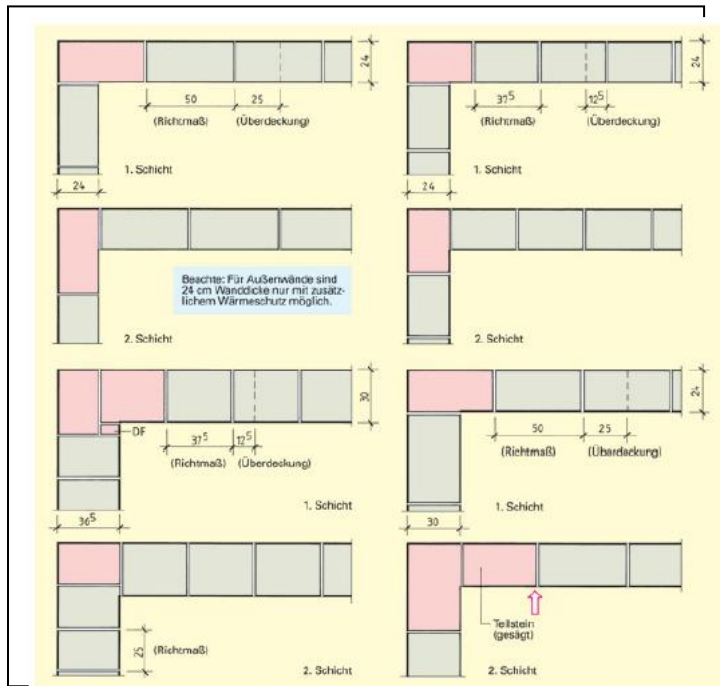 24
50
25
(Richtmaß)
(Überdeckung)
1. Schicht
24
24
37⁵
12⁵
(Richtmaß)
(Überdeckung)
1. Schicht
24
Beachte: Für Außenwände sind
24 cm Wanddicke nur mit zusätz-
lichem Wärmeschutz möglich.
2. Schicht
2. Schicht
30
DF
37⁵
12⁵
(Richtmaß)
(Überdeckung)
1. Schicht
36⁵
24
50
25
(Richtmaß)
(Überdeckung)
1. Schicht
30
25
(Richtmaß)
2. Schicht
Teilstein
(gesägt)
2. Schicht